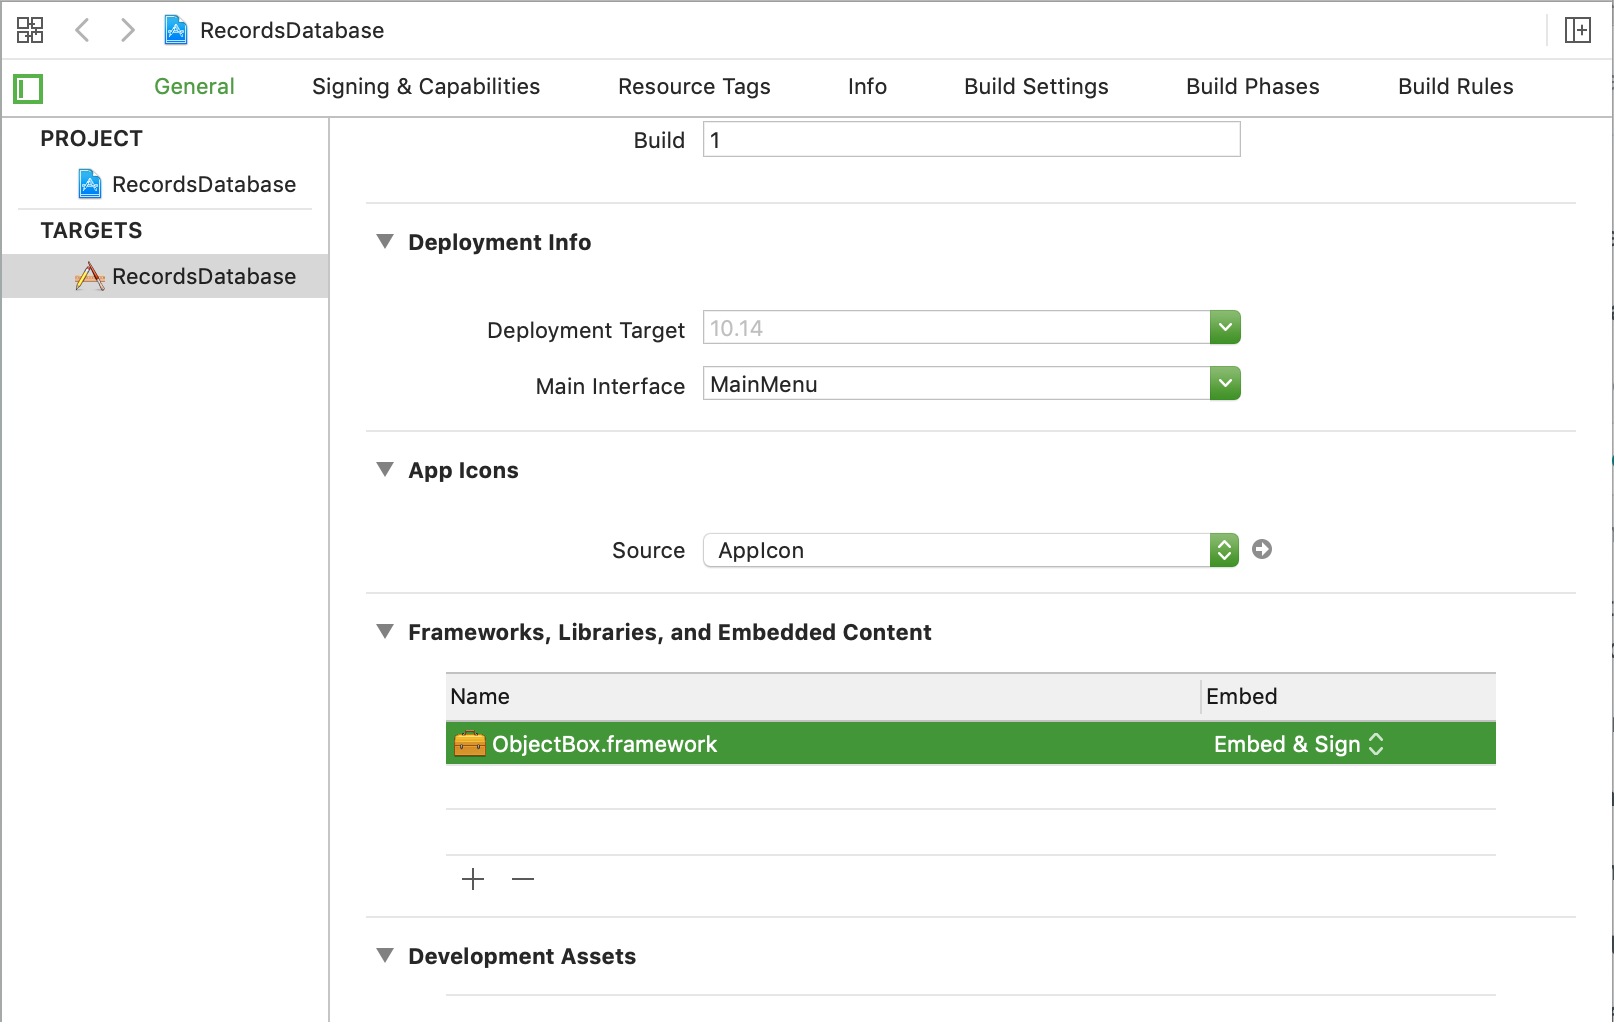 RecordsDatabase
General Signing & Capabilities Resource Tags Info Build Settings Build Phases Build Rules
PROJECT
RecordsDatabase
TARGETS
RecordsDatabase
Build 1
Deployment Info
Deployment Target 10.14
Main Interface MainMenu
App Icons
Source AppIcon
Frameworks, Libraries, and Embedded Content
Name Embed
ObjectBox.framework Embed & Sign
Development Assets